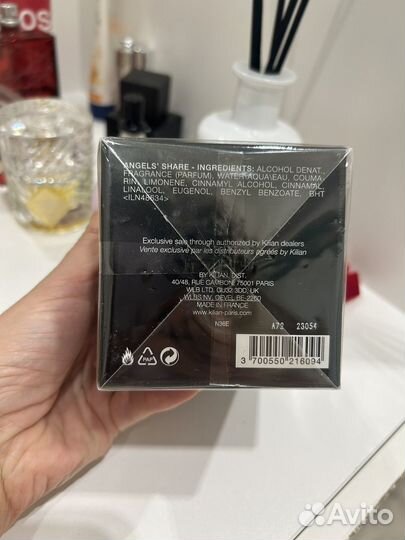 OS
ANGELS' SHARE - INGREDIENTS: ALCOHOL DENAT.,
FRAGRANCE (PARFUM), WATER\AQUA\EAU, COUMA-
RIN, LIMONENE, CINNAMYL ALCOHOL, CINNAMAL,
LINALOOL, EUGENOL, BENZYL BENZOATE, BHT
<ILN48634>
Exclusive sale through authorized by Kilian dealers
Vente exclusive par les distributeurs agréés by Kilian
BY KILIAN, DIST.
40/48, RUE CAMBON 75001 PARIS
WLB LTD, GU32 3DD, UK
WLBS NV, OEVEL BE-2260
MADE IN FRANCE
www.kilian-paris.com
N36E
A72 23054
PAP
3 700550 216094
Avito